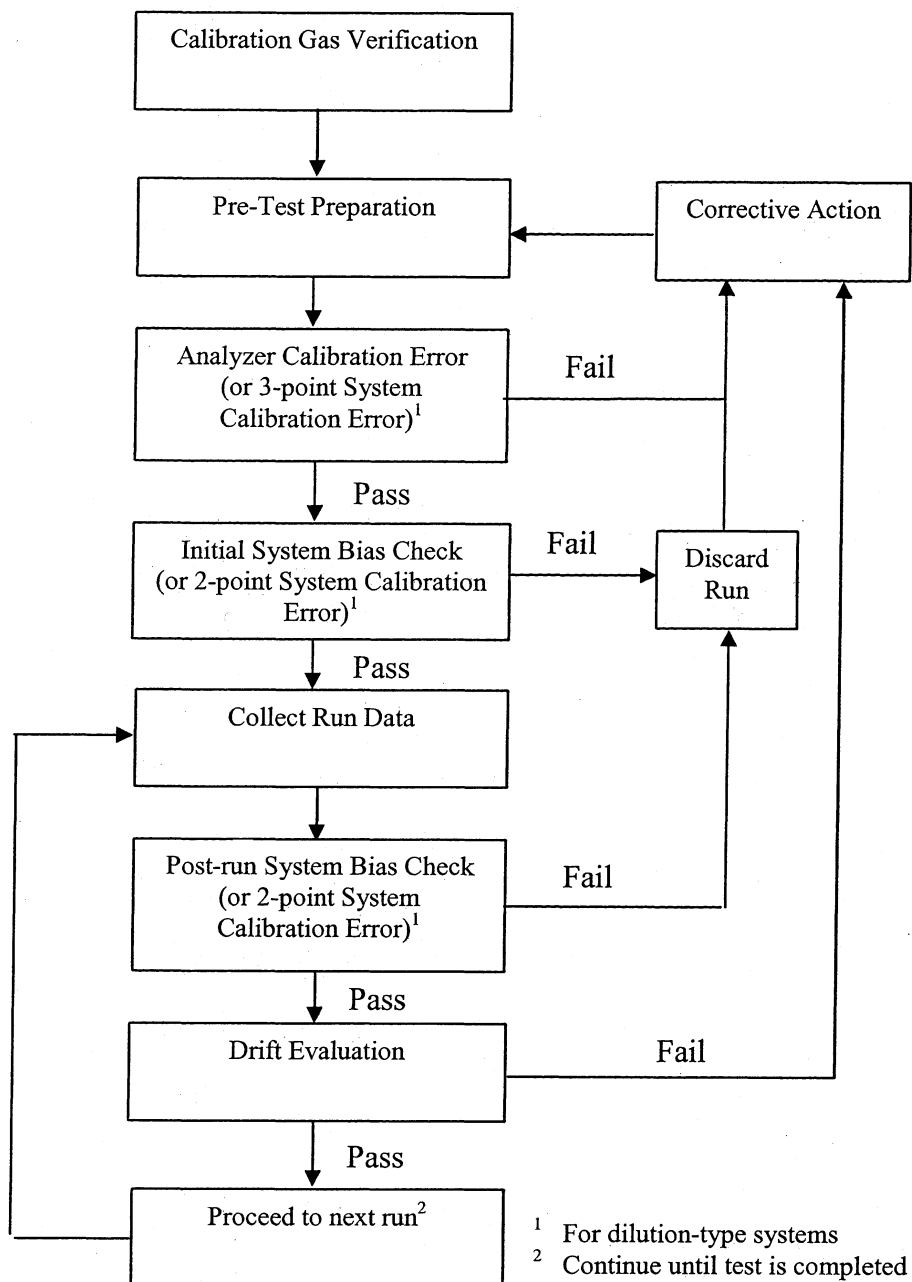 Calibration Gas Verification
Pre-Test Preparation
Corrective Action
Analyzer Calibration Error
(or 3-point System
Calibration Error)1
Fail
Pass
Initial System Bias Check
(or 2-point System Calibration
Error)1
Fail
Discard
Run
Pass
Collect Run Data
Post-run System Bias Check
(or 2-point System
Calibration Error)1
Fail
Pass
Drift Evaluation
Fail
Pass
Proceed to next run2
1 For dilution-type systems
2 Continue until test is completed